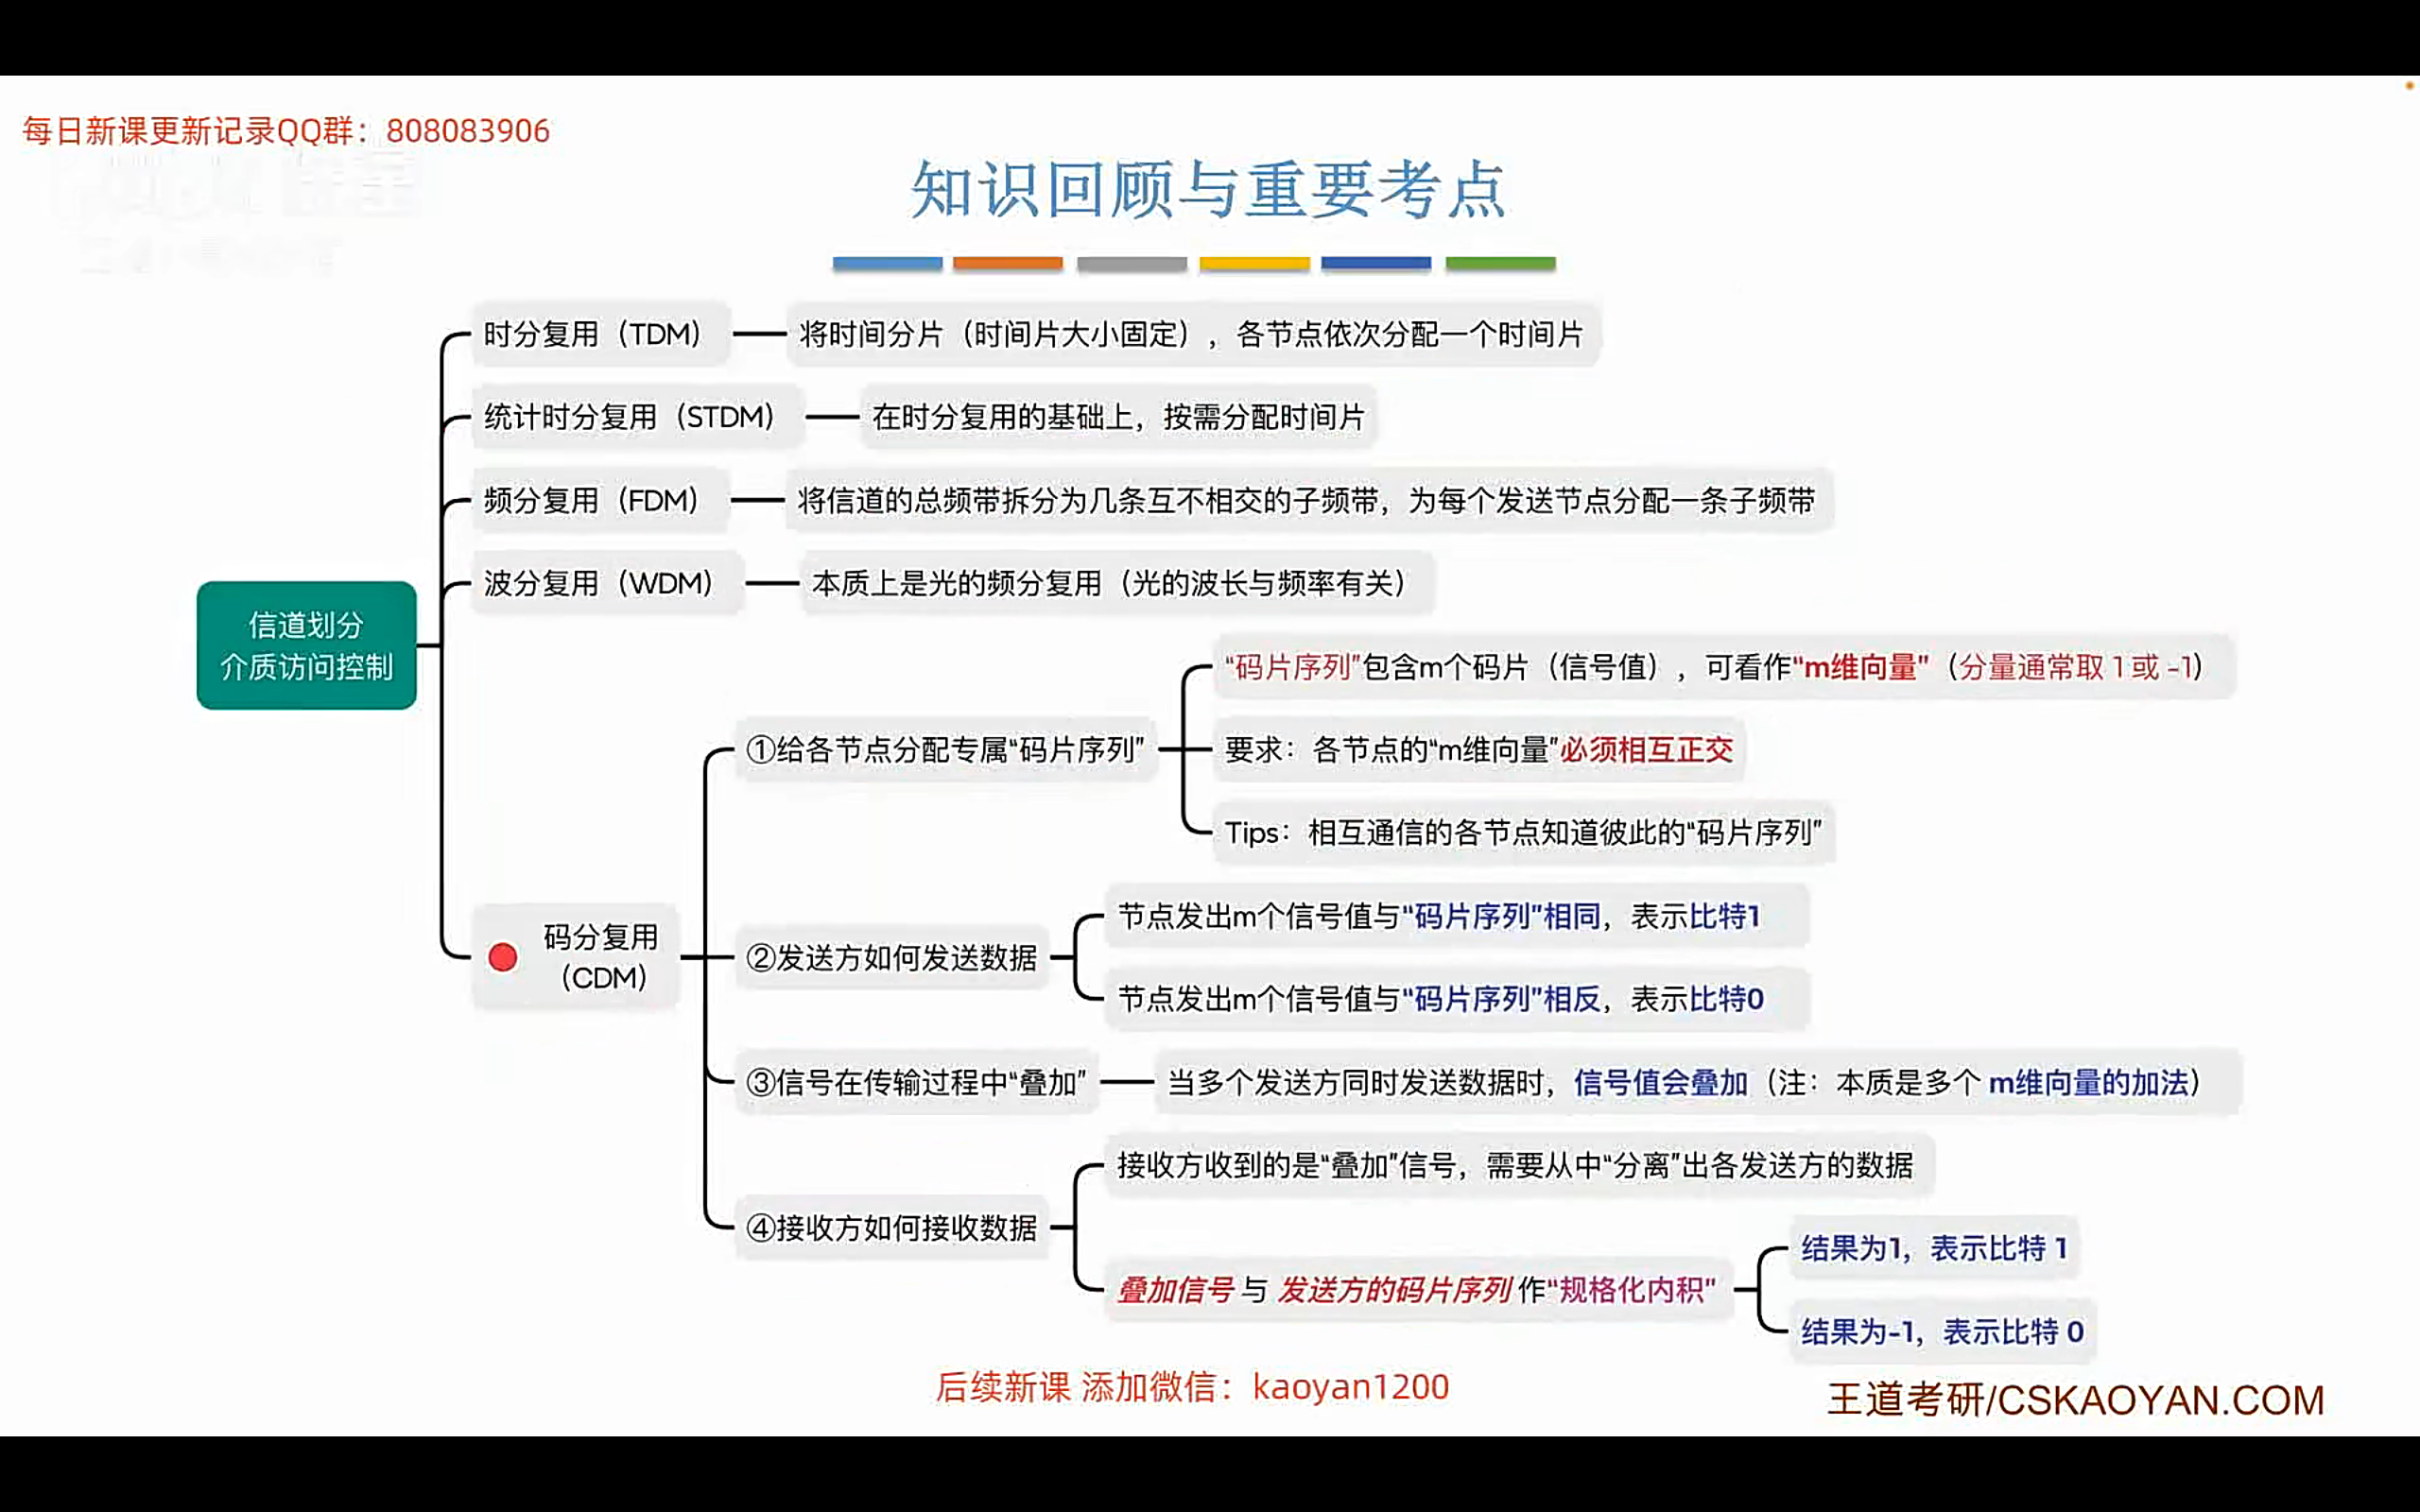 每日新课更新记录QQ群：808083906
知识回顾与重要考点
时分复用（TDM）
将时间分片（时间片大小固定），各节点依次分配一个时间片
统计时分复用（STDM）
在时分复用的基础上，按需分配时间片
频分复用（FDM）
将信道的总频带拆分为几条互不相交的子频带，为每个发送节点分配一条子频带
波分复用（WDM）
本质上是光的频分复用（光的波长与频率有关）
信道划分
介质访问控制
码分复用
（CDM）
①给各节点分配专属“码片序列”
“码片序列”包含m个码片（信号值），可看作“m维向量”（分量通常取 1 或 -1）
要求：各节点的“m维向量”必须相互正交
Tips：相互通信的各节点知道彼此的“码片序列”
②发送方如何发送数据
节点发出m个信号值与“码片序列”相同，表示比特1
节点发出m个信号值与“码片序列”相反，表示比特0
③信号在传输过程中“叠加”
当多个发送方同时发送数据时，信号值会叠加（注：本质是多个 m维向量的加法）
④接收方如何接收数据
接收方收到的是“叠加”信号，需要从中“分离”出各发送方的数据
叠加信号 与 发送方的码片序列 作“规格化内积”
结果为1，表示比特 1
结果为-1，表示比特 0
后续新课 添加微信：kaoyan1200
王道考研/CSKAOYAN.COM